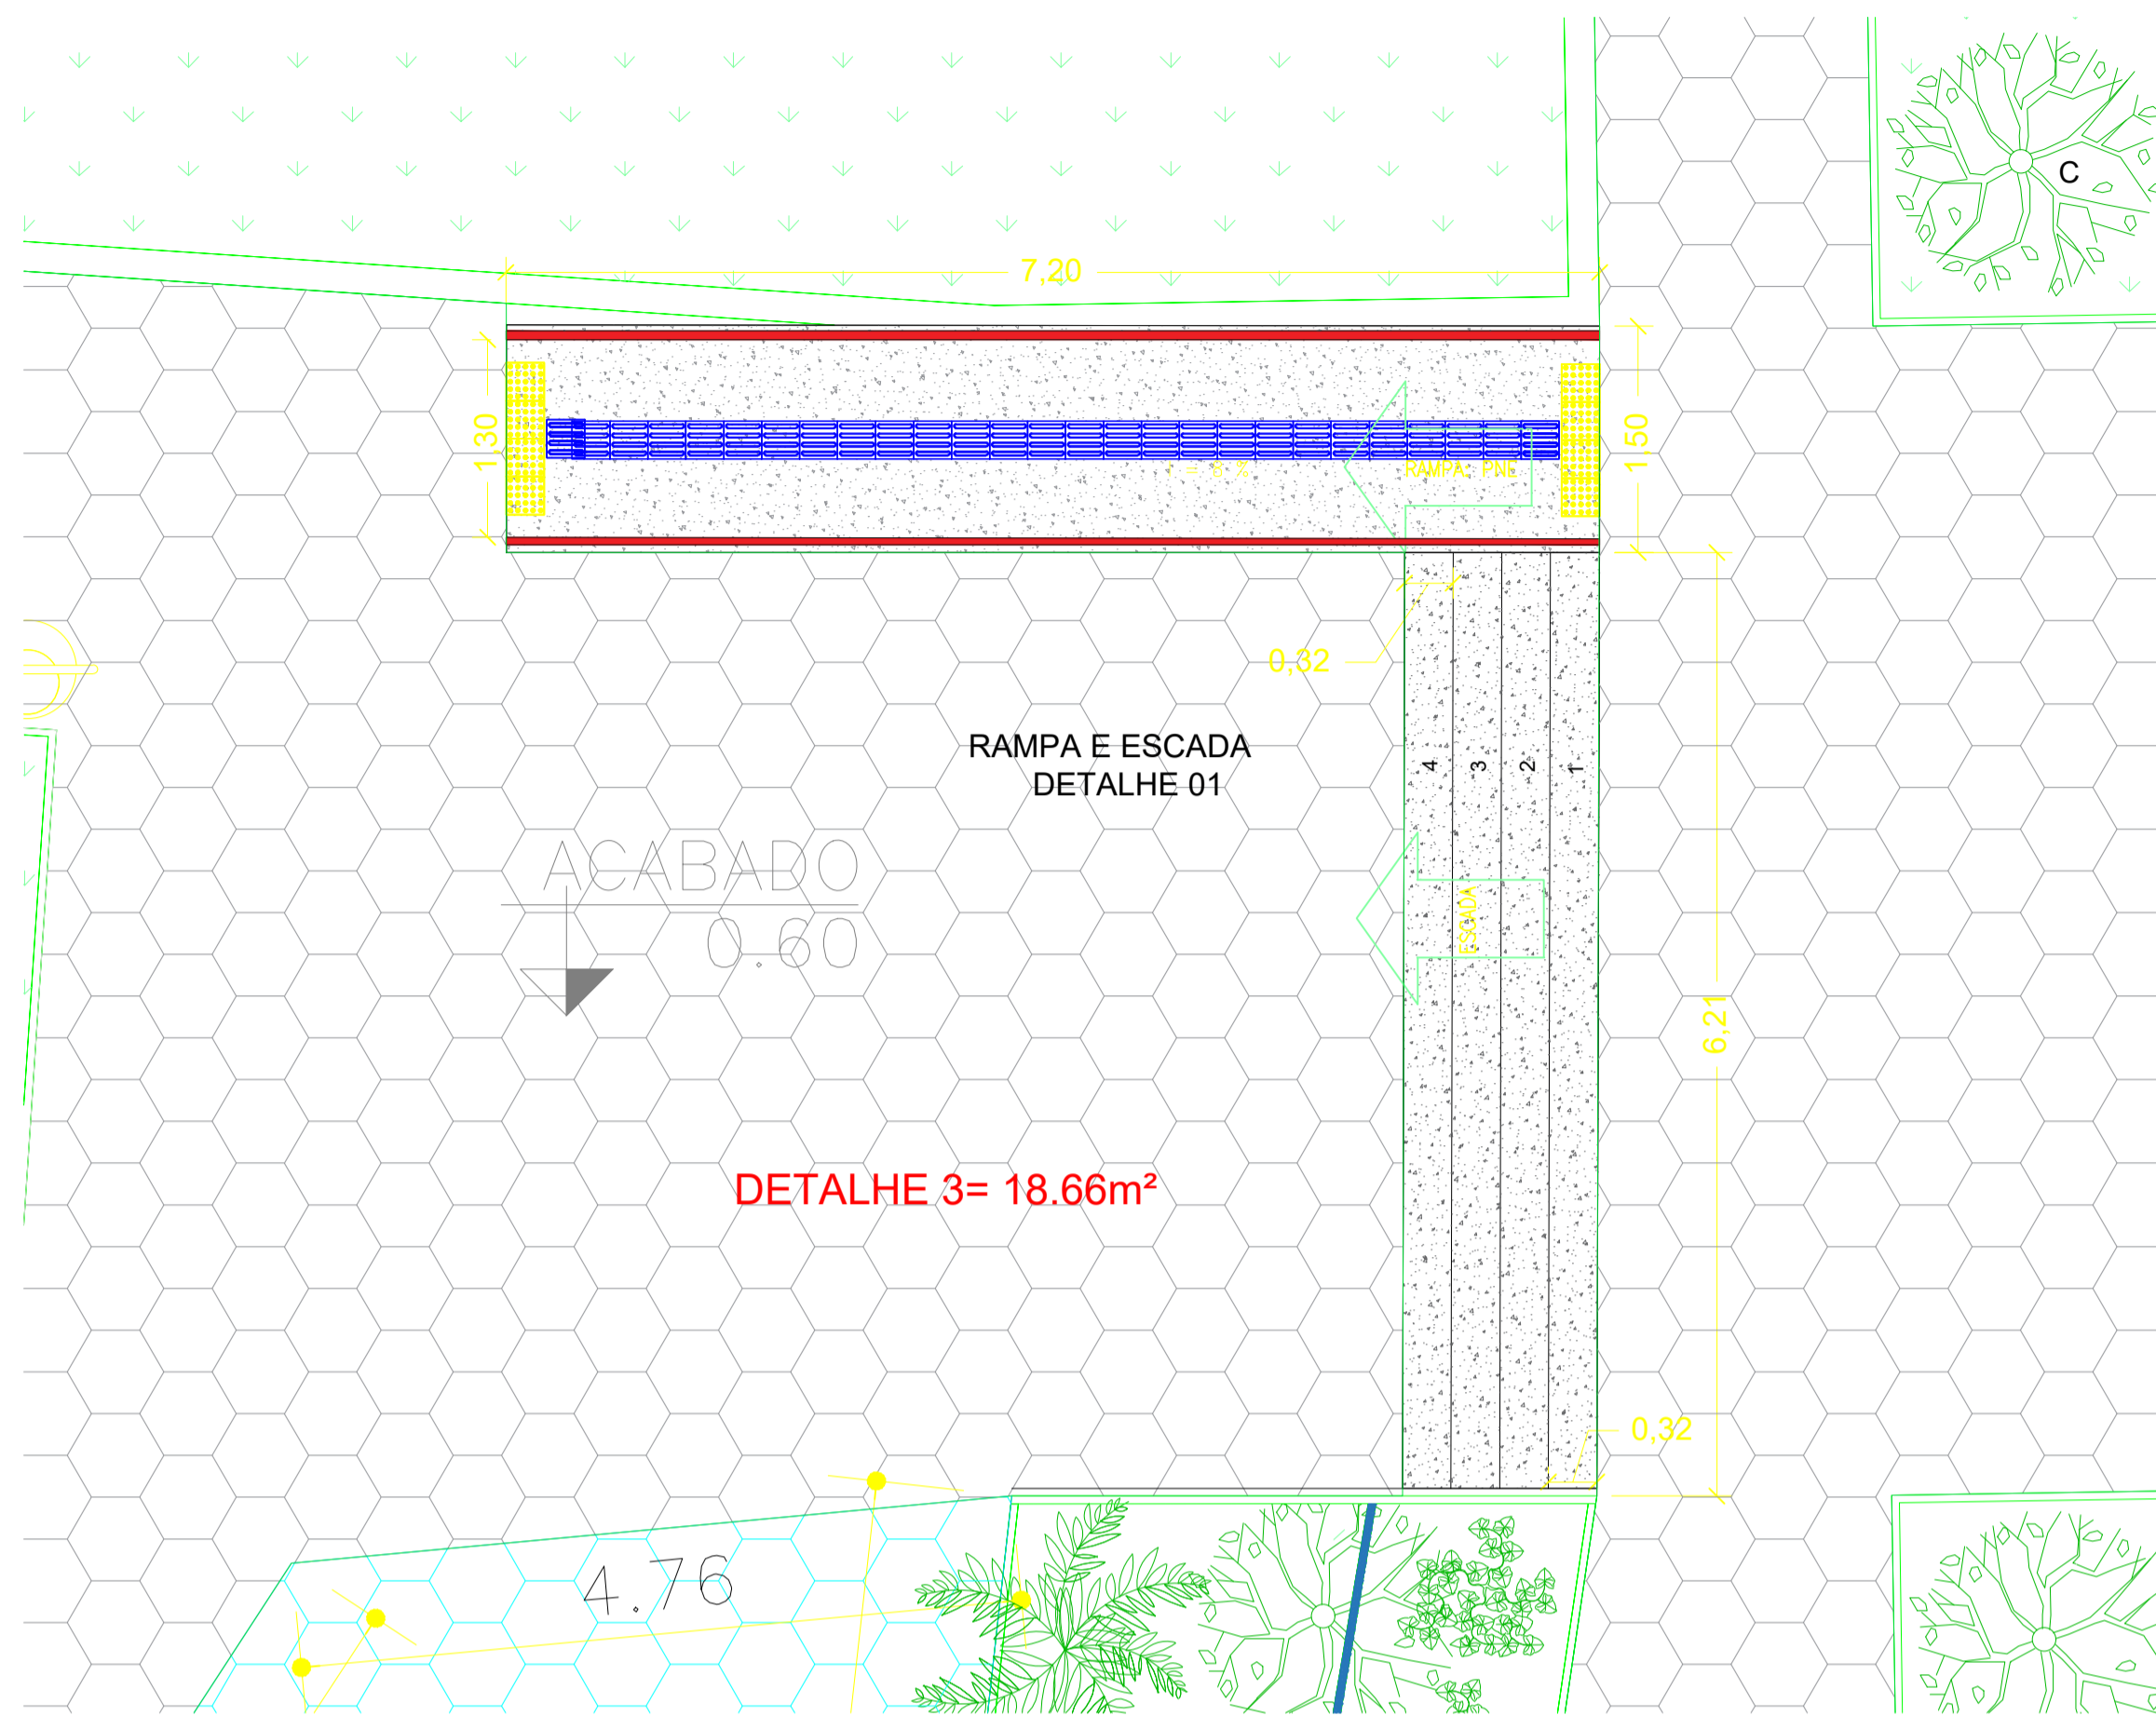 C
7,20
1,30
1,50
i = 8 %
RAMPA: PNE
0,32
RAMPA E ESCADA
DETALHE 01
4 3 2 1
ACABADO
0.60
ESCADA
6,21
DETALHE 3= 18.66m²
0,32
4.76